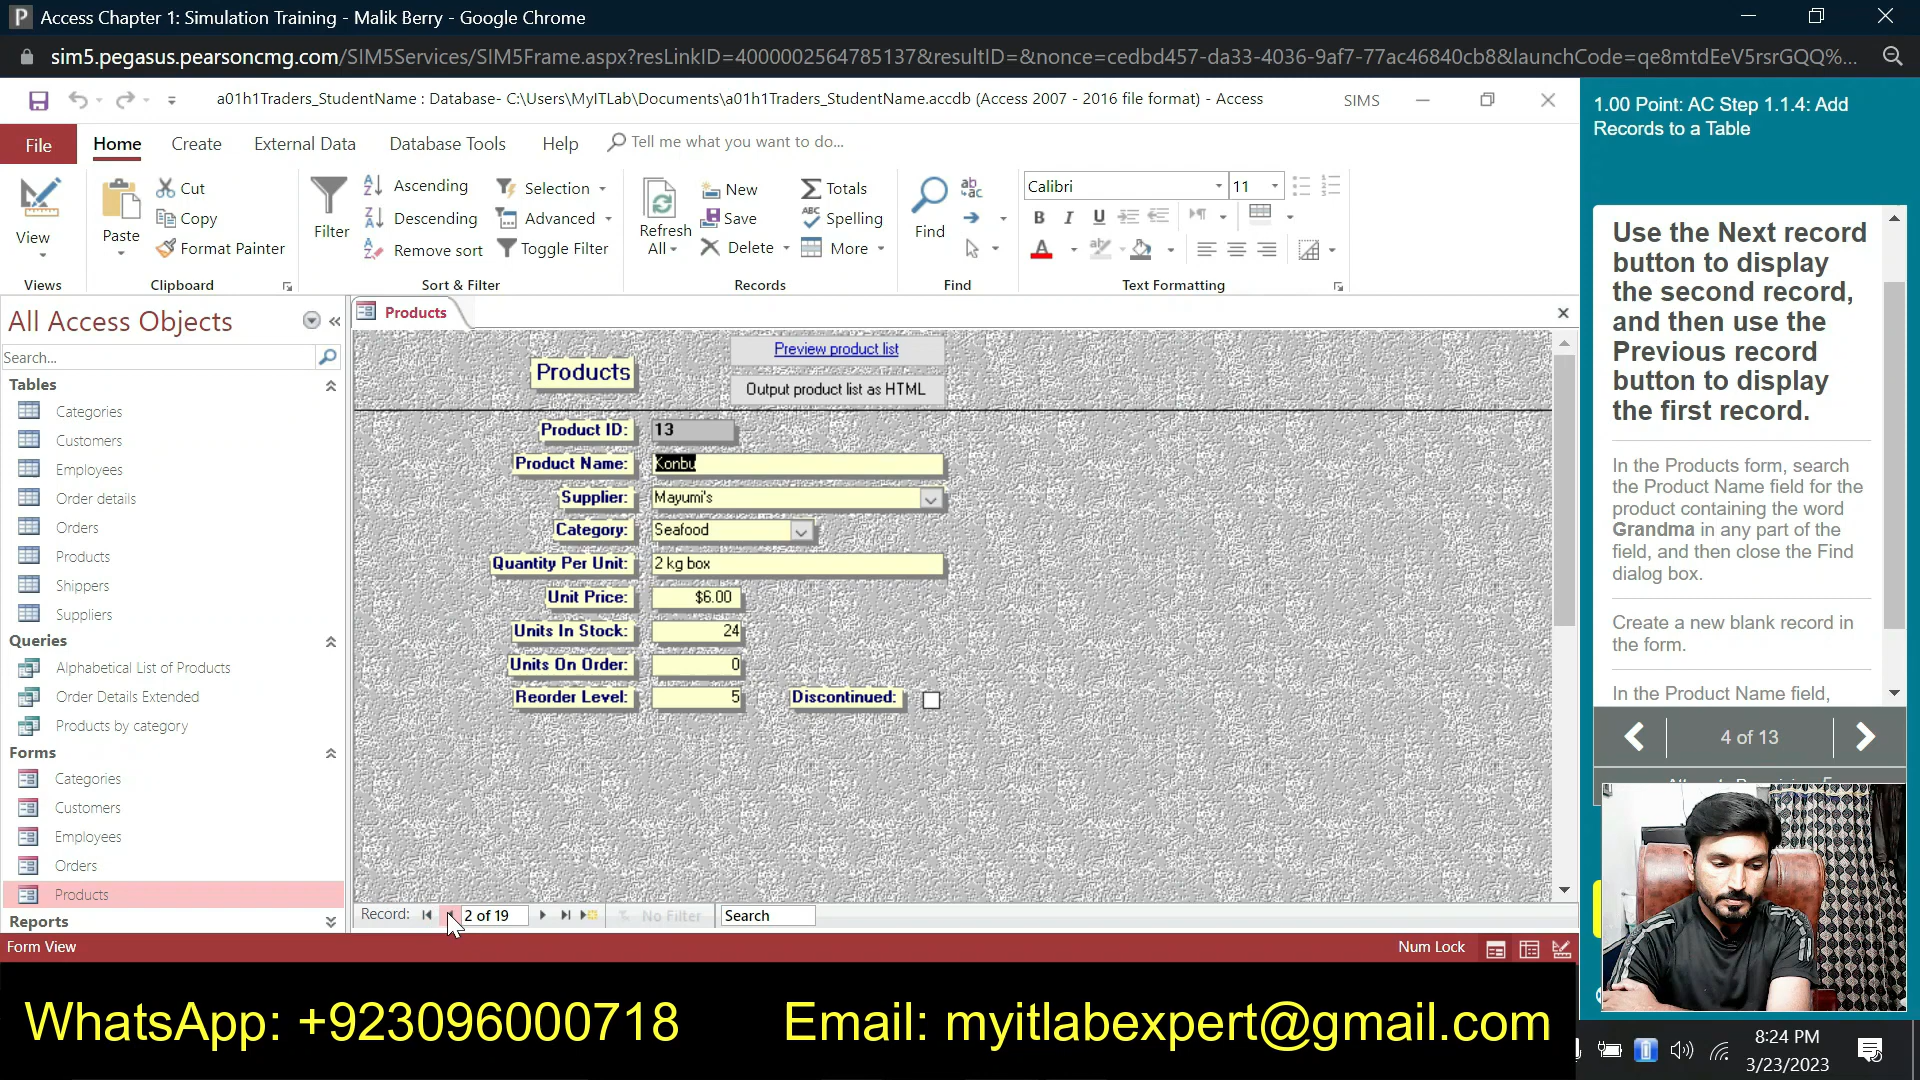 Access Chapter 1: Simulation Training - Malik Berry - Google Chrome
sim5.pegasus.pearsoncmg.com/SIM5Services/SIM5Frame.aspx?resLinkID=4000002564785137&resultID=&nonce=cedbd457-da33-4036-9af7-77ac46840cb8&launchCode=qe8mtdEeV5rsrGQQ%...
a01h1Traders_StudentName : Database- C:\Users\MyITLab\Documents\a01h1Traders_StudentName.accdb (Access 2007 - 2016 file format) - Access
SIMS
File Home Create External Data Database Tools Help Tell me what you want to do...
View
Views
Paste
Cut
Copy
Format Painter
Clipboard
Filter
Ascending
Descending
Remove sort
Selection
Advanced
Toggle Filter
Sort & Filter
Refresh
All
New
Save
Delete
Totals
Spelling
More
Records
Find
Find
Calibri
11
Text Formatting
All Access Objects
Search...
Tables
Categories
Customers
Employees
Order details
Orders
Products
Shippers
Suppliers
Queries
Alphabetical List of Products
Order Details Extended
Products by category
Forms
Categories
Customers
Employees
Orders
Products
Reports
Products
Products
Preview product list
Output product list as HTML
Product ID: 13
Product Name: Konbu
Supplier: Mayumi's
Category: Seafood
Quantity Per Unit: 2 kg box
Unit Price: $6.00
Units In Stock: 24
Units On Order: 0
Reorder Level: 5
Discontinued:
Record: 2 of 19 No Filter Search
Form View
Num Lock
1.00 Point: AC Step 1.1.4: Add
Records to a Table
Use the Next record
button to display
the second record,
and then use the
Previous record
button to display
the first record.
In the Products form, search
the Product Name field for the
product containing the word
Grandma in any part of the
field, and then close the Find
dialog box.
Create a new blank record in
the form.
In the Product Name field,
4 of 13
WhatsApp: +923096000718
Email: myitlabexpert@gmail.com
8:24 PM
3/23/2023